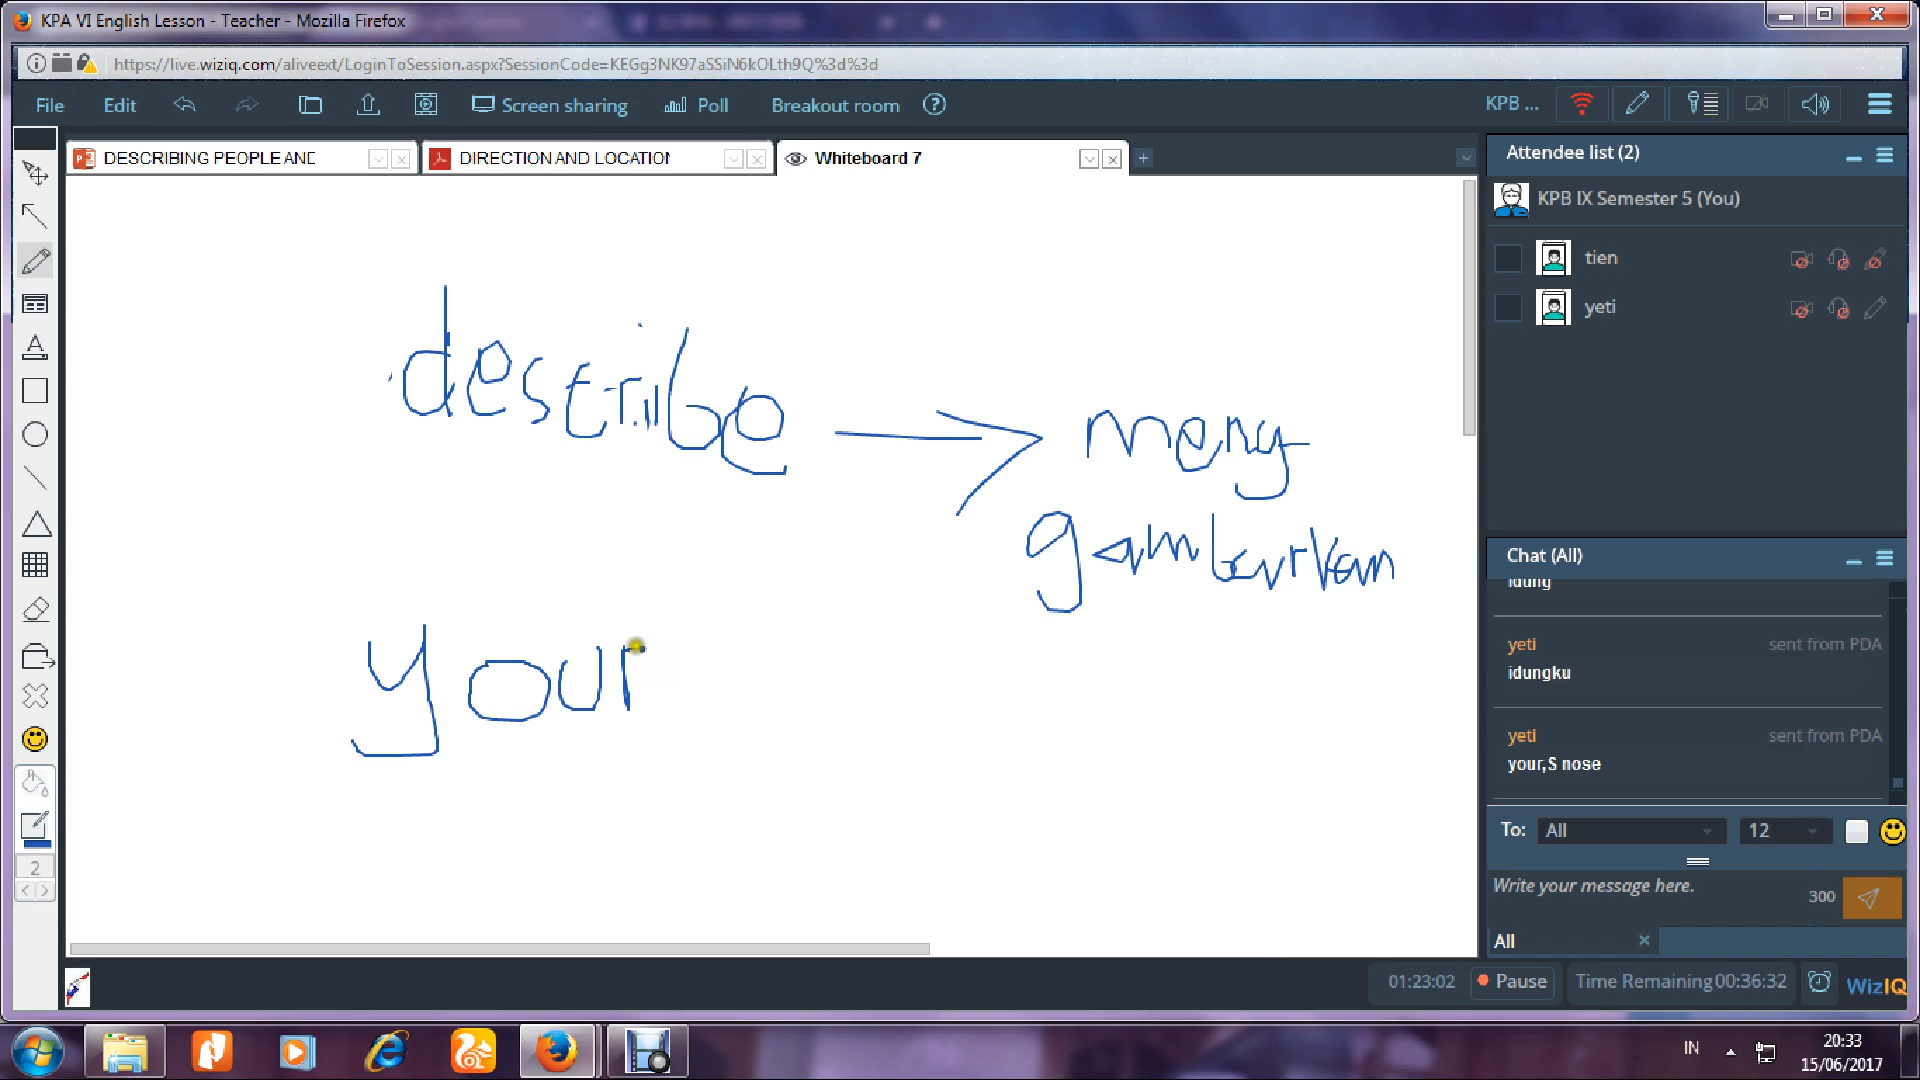 KPA VI English Lesson - Teacher - Mozilla Firefox
https://live.wiziq.com/aliveext/LoginToSession.aspx?SessionCode=KEGg3NK97aSSiN6kOLth9Q%3d%3d
File Edit Screen sharing Poll Breakout room KPB ...
DESCRIBING PEOPLE AND DIRECTION AND LOCATION Whiteboard 7
Attendee list (2)
KPB IX Semester 5 (You)
tien
yeti
describe
meng
gambarkan
your
Chat (All)
idung
yeti sent from PDA
idungku
yeti sent from PDA
your,S nose
To: All 12
Write your message here. 300
All
2
01:23:02 Pause Time Remaining 00:36:32 WizIQ
IN 20:33
15/06/2017